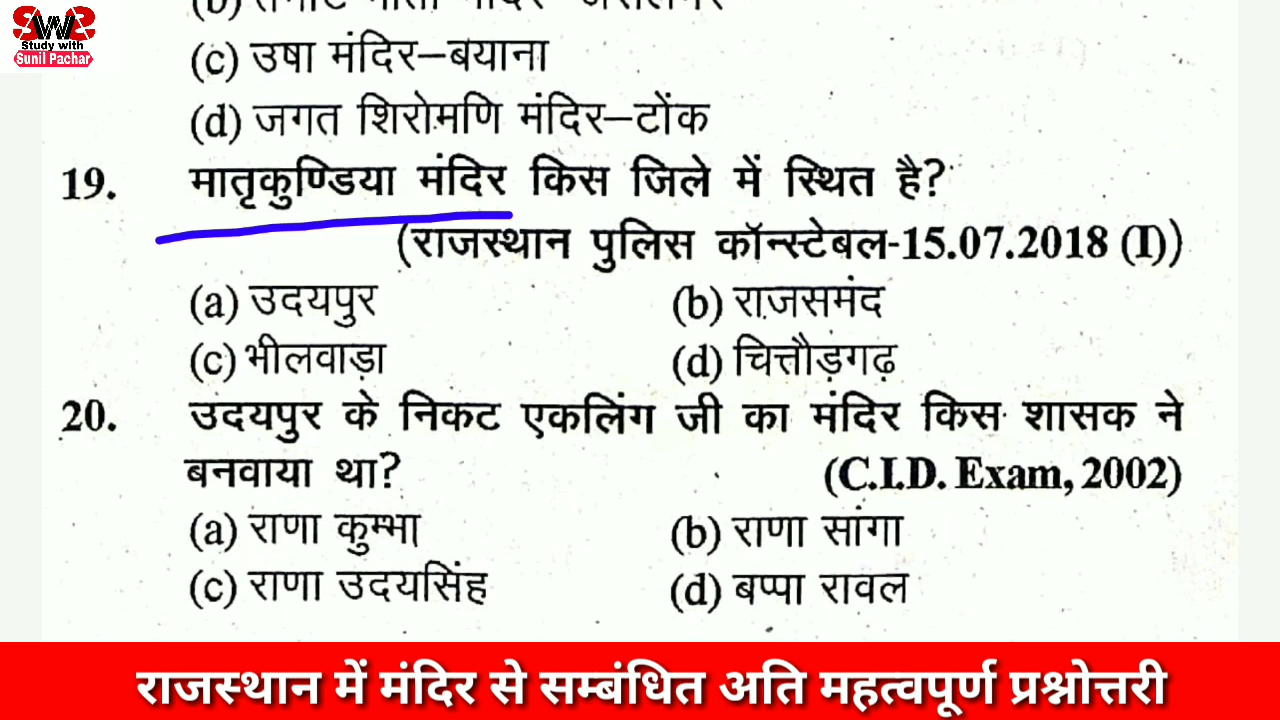 SWS
Study with
Sunil Pachar
(c) उषा मंदिर–बयाना
(d) जगत शिरोमणि मंदिर–टोंक
19. मातृकुण्डिया मंदिर किस जिले में स्थित है?
(राजस्थान पुलिस कॉन्स्टेबल-15.07.2018 (I))
(a) उदयपुर (b) राजसमंद
(c) भीलवाड़ा (d) चित्तौड़गढ़
20. उदयपुर के निकट एकलिंग जी का मंदिर किस शासक ने
बनवाया था? (C.I.D. Exam, 2002)
(a) राणा कुम्भा (b) राणा सांगा
(c) राणा उदयसिंह (d) बप्पा रावल
राजस्थान में मंदिर से सम्बंधित अति महत्वपूर्ण प्रश्नोत्तरी